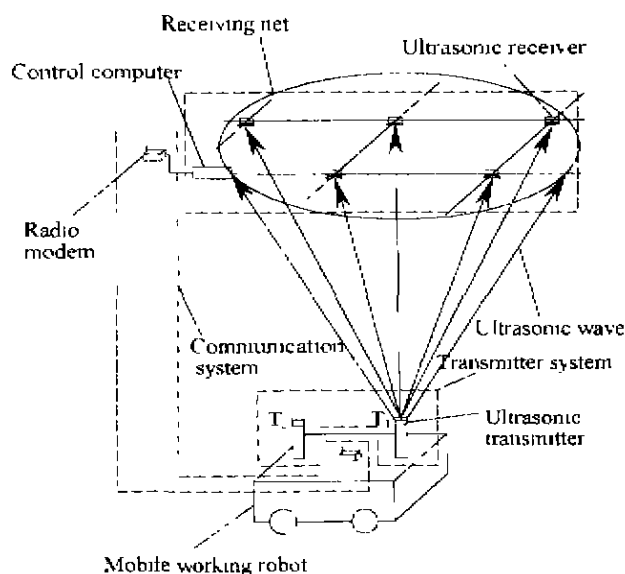 Receiving net
Ultrasonic receiver
Control computer
Radio
modem
Ultrasonic wave
Communication
system
Transmitter system
T
T
Ultrasonic
transmitter
Mobile working robot